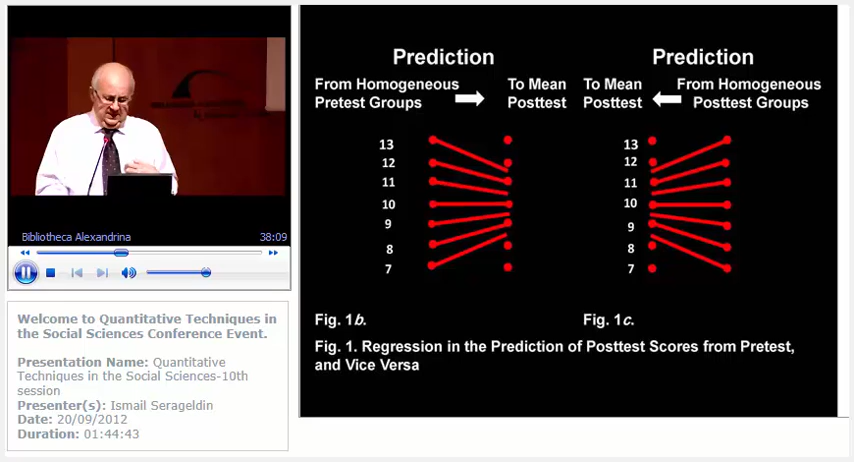 Bibliotheca Alexandrina
38:09
Welcome to Quantitative Techniques in
the Social Sciences Conference Event.
Presentation Name: Quantitative
Techniques in the Social Sciences-10th
session
Presenter(s): Ismail Serageldin
Date: 20/09/2012
Duration: 01:44:43
Prediction
From Homogeneous
Pretest Groups
To Mean
Posttest
13
12
11
10
9
8
7
Fig. 1b.
Prediction
To Mean
Posttest
From Homogeneous
Posttest Groups
13
12
11
10
9
8
7
Fig. 1c.
Fig. 1. Regression in the Prediction of Posttest Scores from Pretest,
and Vice Versa